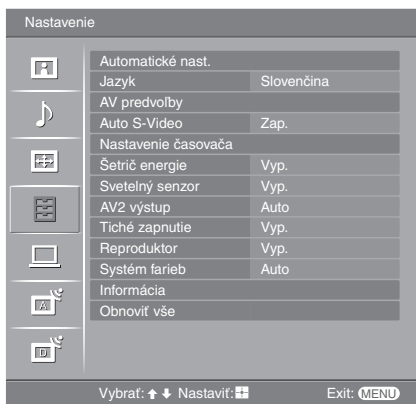 Nastavenie
Automatické nast.
Jazyk Slovenčina
AV predvoľby
Auto S-Video Zap.
Nastavenie časovača
Šetrič energie Vyp.
Svetelný senzor Vyp.
AV2 výstup Auto
Tiché zapnutie Vyp.
Reproduktor Vyp.
Systém farieb Auto
Informácia
Obnoviť vše
A
D
Vybrať: Nastaviť: Exit: MENU